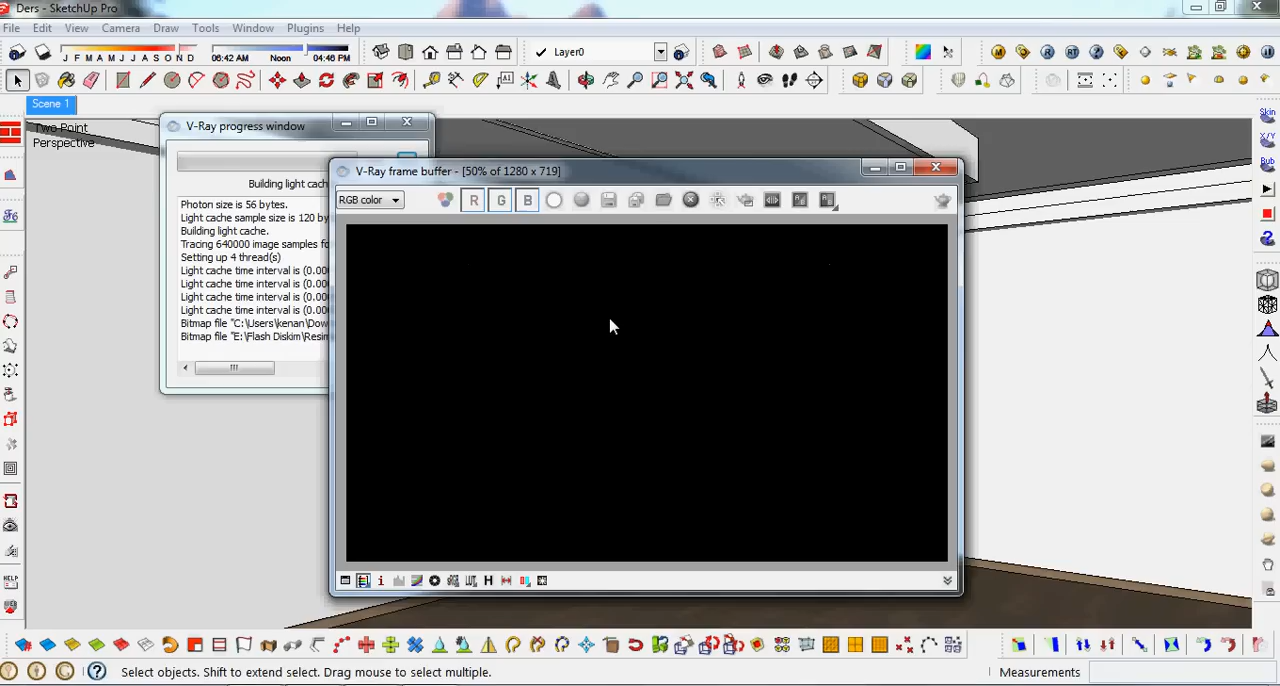 Ders - SketchUp Pro
File Edit View Camera Draw Tools Window Plugins Help
J F M A M J J A S O N D 06:42 AM Noon 04:46 PM Layer0
Scene 1
Two Point
Perspective
V-Ray progress window
Building light cach
Photon size is 56 bytes.
Light cache sample size is 120 by
Building light cache.
Tracing 640000 image samples fo
Setting up 4 thread(s)
Light cache time interval is (0.00
Light cache time interval is (0.00
Light cache time interval is (0.00
Light cache time interval is (0.00
Bitmap file "C:\Users\kenan\Dow
Bitmap file "E:\Flash Diskim\Resim
V-Ray frame buffer - [50% of 1280 x 719]
RGB color R G B
H
Skin
X/Y
Bub
HELP
Select objects. Shift to extend select. Drag mouse to select multiple.
Measurements